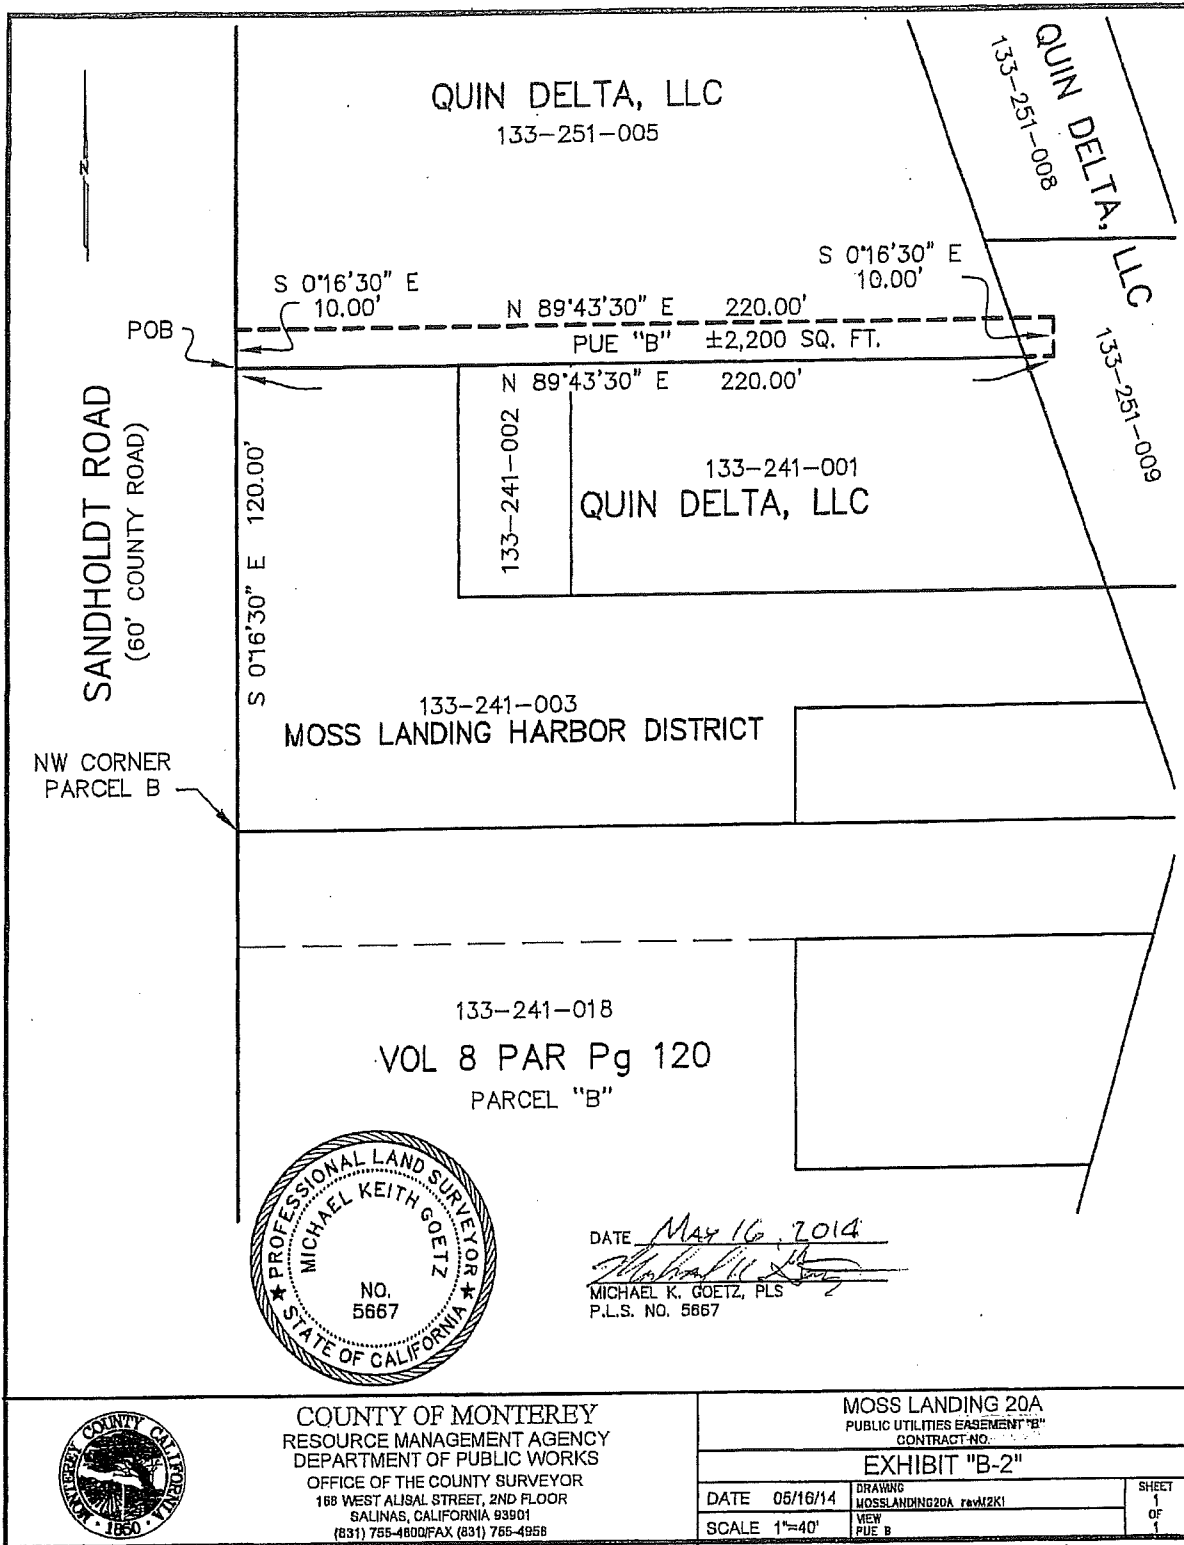 QUIN DELTA, LLC
133-251-005
QUIN DELTA, LLC
133-251-008
133-251-009
N
S 0°16'30" E
10.00'
S 0°16'30" E
10.00'
N 89°43'30" E 220.00'
POB
PUE "B" ±2,200 SQ. FT.
N 89°43'30" E 220.00'
SANDHOLDT ROAD
(60' COUNTY ROAD)
S 0°16'30" E 120.00'
133-241-002
133-241-001
QUIN DELTA, LLC
133-241-003
MOSS LANDING HARBOR DISTRICT
NW CORNER
PARCEL B
133-241-018
VOL 8 PAR Pg 120
PARCEL "B"
PROFESSIONAL LAND SURVEYOR
MICHAEL KEITH GOETZ
NO.
5667
STATE OF CALIFORNIA
DATE MAY 16, 2014
MICHAEL K. GOETZ, PLS
P.L.S. NO. 5667
MONTEREY COUNTY CALIFORNIA
1850
COUNTY OF MONTEREY
RESOURCE MANAGEMENT AGENCY
DEPARTMENT OF PUBLIC WORKS
OFFICE OF THE COUNTY SURVEYOR
168 WEST ALISAL STREET, 2ND FLOOR
SALINAS, CALIFORNIA 93901
(831) 755-4800/FAX (831) 755-4958
MOSS LANDING 20A
PUBLIC UTILITIES EASEMENT "B"
CONTRACT NO.
EXHIBIT "B-2"
DATE 05/16/14
DRAWING
MOSSLANDING20A revM2K1
SCALE 1"=40'
VIEW
PUE B
SHEET
1
OF
1